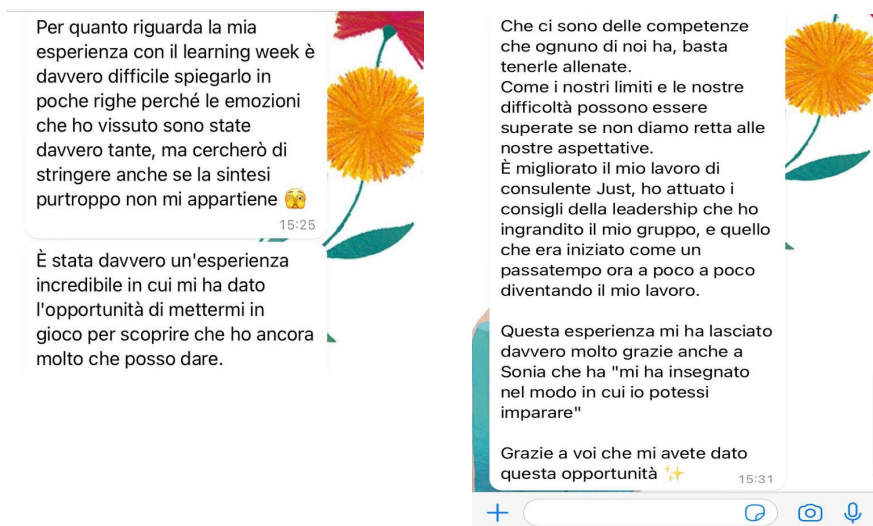 Per quanto riguarda la mia
esperienza con il learning week è
davvero difficile spiegarlo in
poche righe perché le emozioni
che ho vissuto sono state
davvero tante, ma cercherò di
stringere anche se la sintesi
purtroppo non mi appartiene 🫣
15:25
È stata davvero un'esperienza
incredibile in cui mi ha dato
l'opportunità di mettermi in
gioco per scoprire che ho ancora
molto che posso dare.
Che ci sono delle competenze
che ognuno di noi ha, basta
tenerle allenate.
Come i nostri limiti e le nostre
difficoltà possono essere
superate se non diamo retta alle
nostre aspettative.
È migliorato il mio lavoro di
consulente Just, ho attuato i
consigli della leadership che ho
ingrandito il mio gruppo, e quello
che era iniziato come un
passatempo ora a poco a poco
diventando il mio lavoro.
Questa esperienza mi ha lasciato
davvero molto grazie anche a
Sonia che ha "mi ha insegnato
nel modo in cui io potessi
imparare"
Grazie a voi che mi avete dato
questa opportunità ✨
15:31